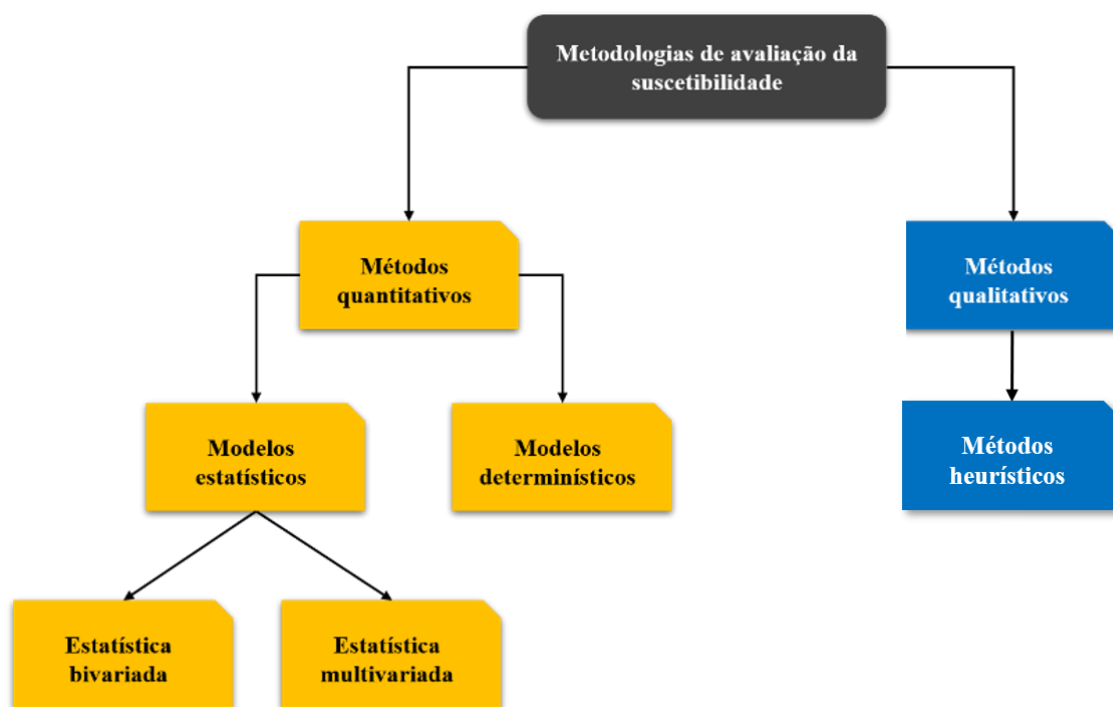 Metodologias de avaliação da
suscetibilidade
Métodos
quantitativos
Métodos
qualitativos
Modelos
estatísticos
Modelos
determinísticos
Métodos
heurísticos
Estatística
bivariada
Estatística
multivariada